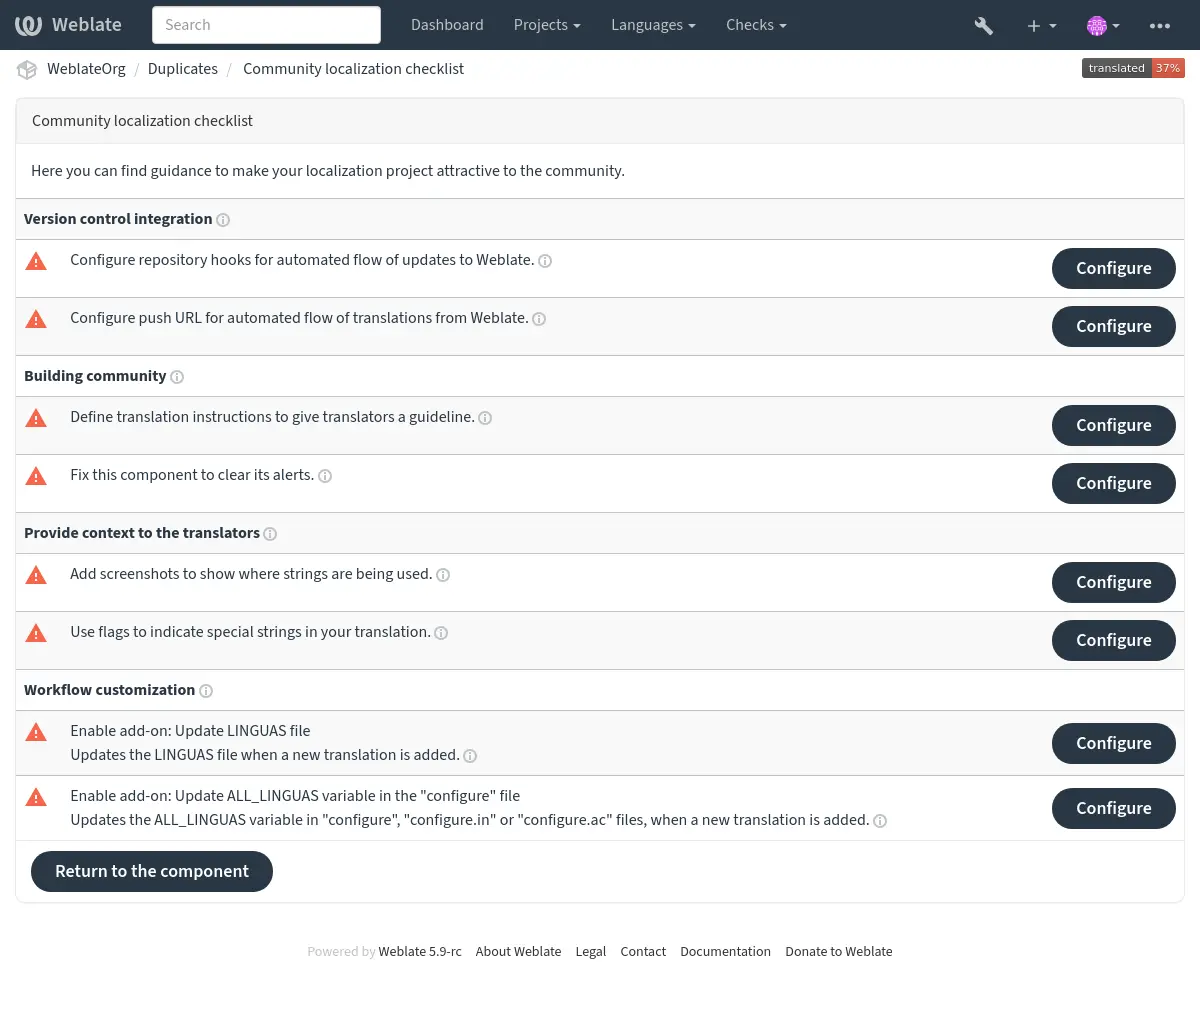 Weblate
Search
Dashboard
Projects
Languages
Checks
WeblateOrg / Duplicates / Community localization checklist
translated 37%
Community localization checklist
Here you can find guidance to make your localization project attractive to the community.
Version control integration
Configure repository hooks for automated flow of updates to Weblate.
Configure
Configure push URL for automated flow of translations from Weblate.
Configure
Building community
Define translation instructions to give translators a guideline.
Configure
Fix this component to clear its alerts.
Configure
Provide context to the translators
Add screenshots to show where strings are being used.
Configure
Use flags to indicate special strings in your translation.
Configure
Workflow customization
Enable add-on: Update LINGUAS file
Updates the LINGUAS file when a new translation is added.
Configure
Enable add-on: Update ALL_LINGUAS variable in the "configure" file
Updates the ALL_LINGUAS variable in "configure", "configure.in" or "configure.ac" files, when a new translation is added.
Configure
Return to the component
Powered by Weblate 5.9-rc About Weblate Legal Contact Documentation Donate to Weblate